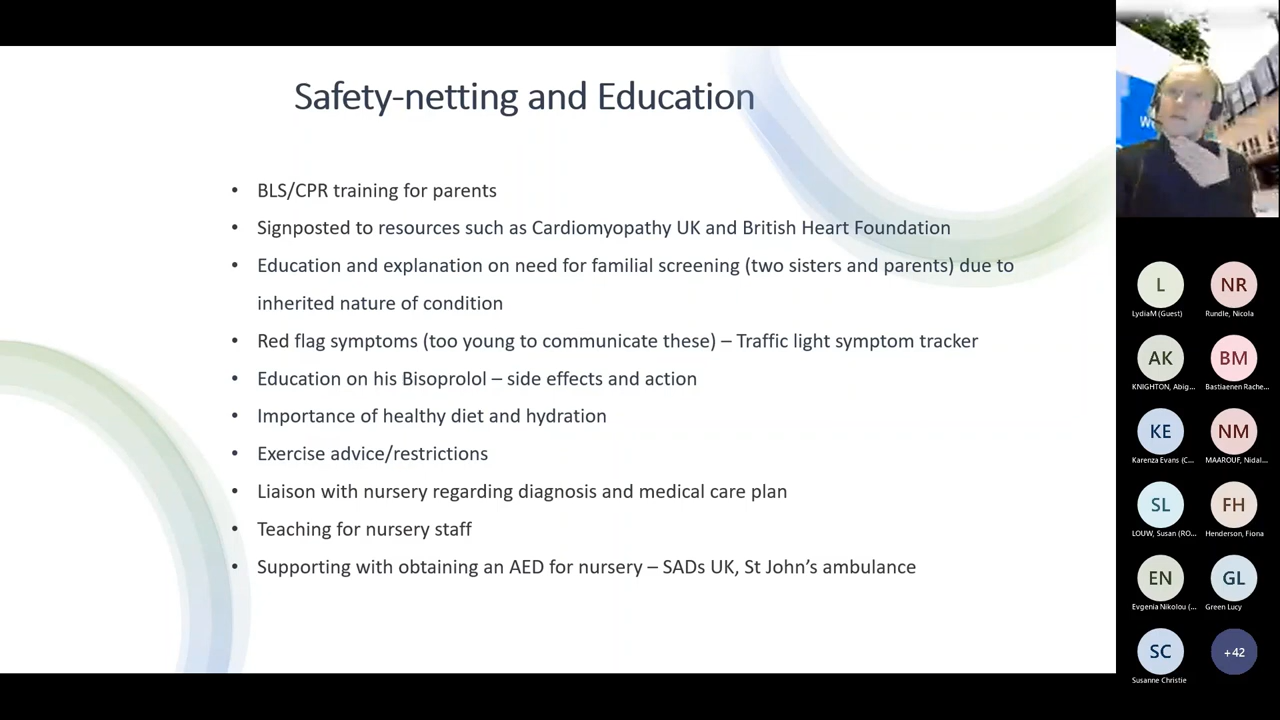 Safety-netting and Education
• BLS/CPR training for parents
• Signposted to resources such as Cardiomyopathy UK and British Heart Foundation
• Education and explanation on need for familial screening (two sisters and parents) due to
inherited nature of condition
• Red flag symptoms (too young to communicate these) – Traffic light symptom tracker
• Education on his Bisoprolol – side effects and action
• Importance of healthy diet and hydration
• Exercise advice/restrictions
• Liaison with nursery regarding diagnosis and medical care plan
• Teaching for nursery staff
• Supporting with obtaining an AED for nursery – SADs UK, St John’s ambulance
L NR
LydiaM (Guest) Rundle, Nicola
AK BM
KNIGHTON, Abig... Bastiaenen Rache...
KE NM
Karenza Evans (C... MAAROUF, Nidal...
SL FH
LOUW, Susan (RO... Henderson, Fiona
EN GL
Evgenia Nikolou (... Green Lucy
SC +42
Susanne Christie